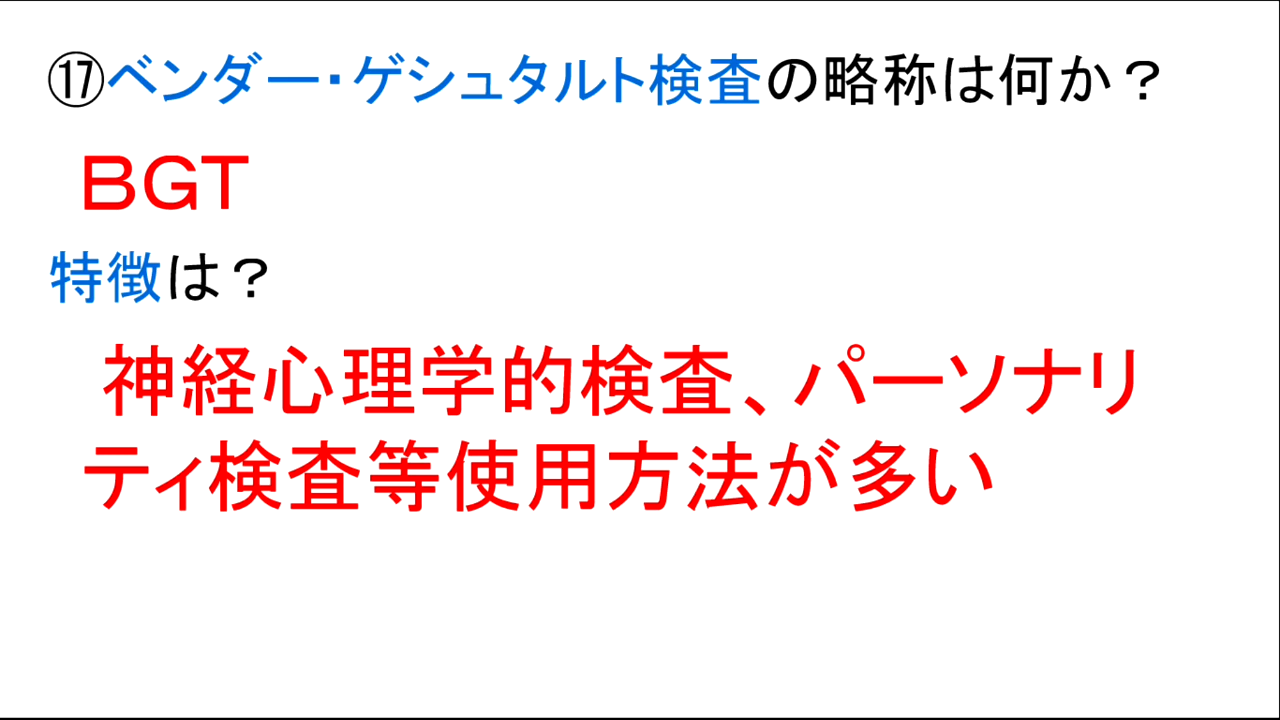 ⑰ベンダー・ゲシュタルト検査の略称は何か？
ＢＧＴ
特徴は？
神経心理学的検査、パーソナリ
ティ検査等使用方法が多い